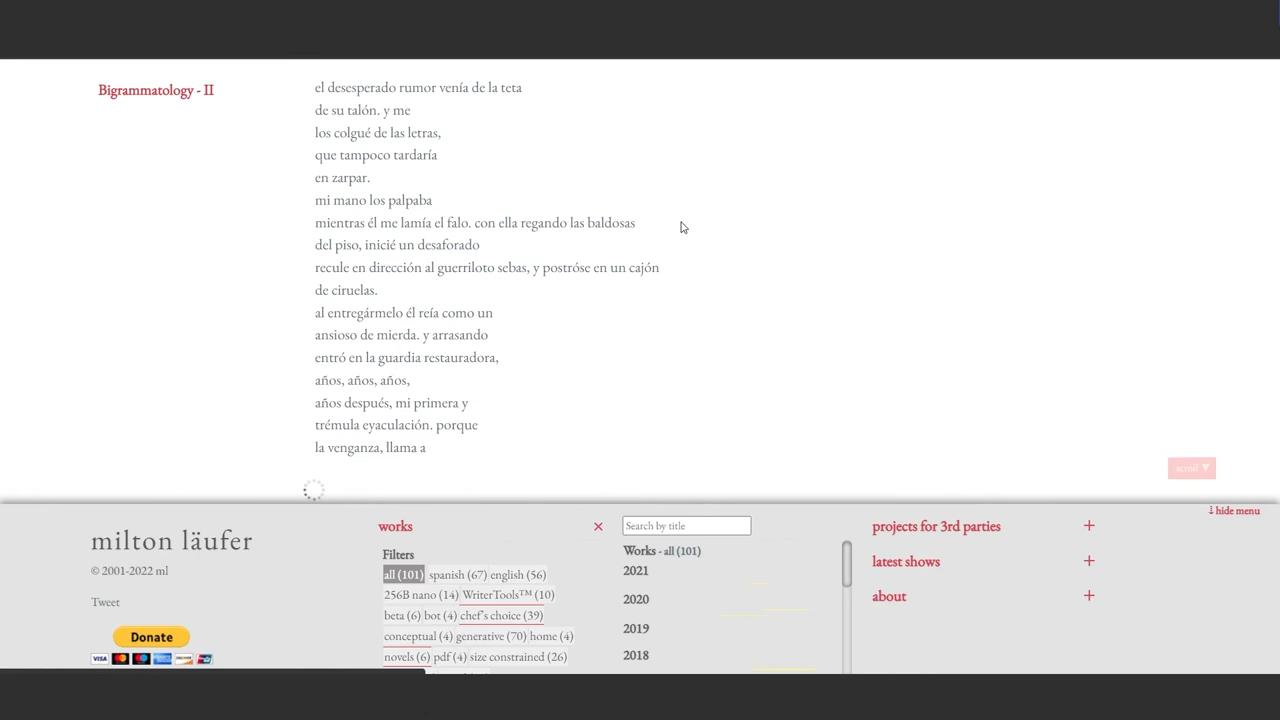 Bigrammatology - II
el desesperado rumor venía de la teta
de su talón. y me
los colgué de las letras,
que tampoco tardaría
en zarpar.
mi mano los palpaba
mientras él me lamía el falo. con ella regando las baldosas
del piso, inicié un desaforado
recule en dirección al guerriloto sebas, y postróse en un cajón
de ciruelas.
al entregármelo él reía como un
ansioso de mierda. y arrasando
entró en la guardia restauradora,
años, años, años,
años después, mi primera y
trémula eyaculación. porque
la venganza, llama a
scroll ▼
↓ hide menu
milton läufer
© 2001-2022 ml
Tweet
Donate
VISA
works
×
Filters
all (101) spanish (67) english (56)
256B nano (14) WriterTools™ (10)
beta (6) bot (4) chef's choice (39)
conceptual (4) generative (70) home (4)
novels (6) pdf (4) size constrained (26)
Search by title
Works - all (101)
2021
2020
2019
2018
projects for 3rd parties +
latest shows +
about +